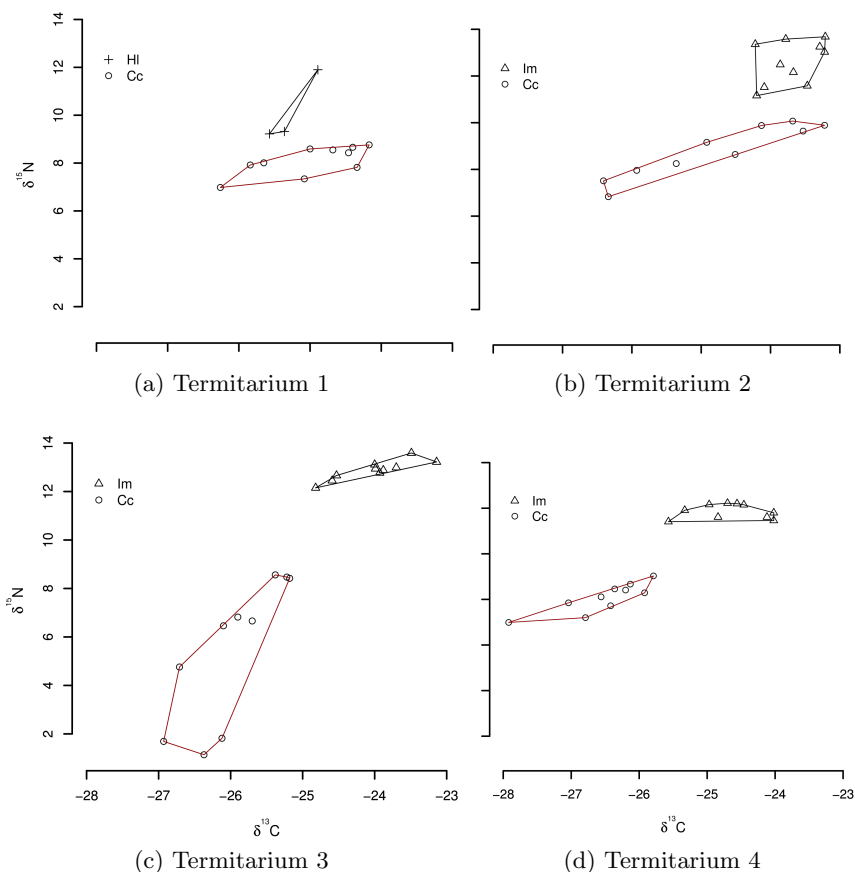 14
12
10
8
6
4
2
δ¹⁵N
Hl
Cc
Im
Cc
(a) Termitarium 1
(b) Termitarium 2
14
12
10
8
6
4
2
δ¹⁵N
Im
Cc
Im
Cc
−28 −27 −26 −25 −24 −23
−28 −27 −26 −25 −24 −23
δ¹³C
δ¹³C
(c) Termitarium 3
(d) Termitarium 4